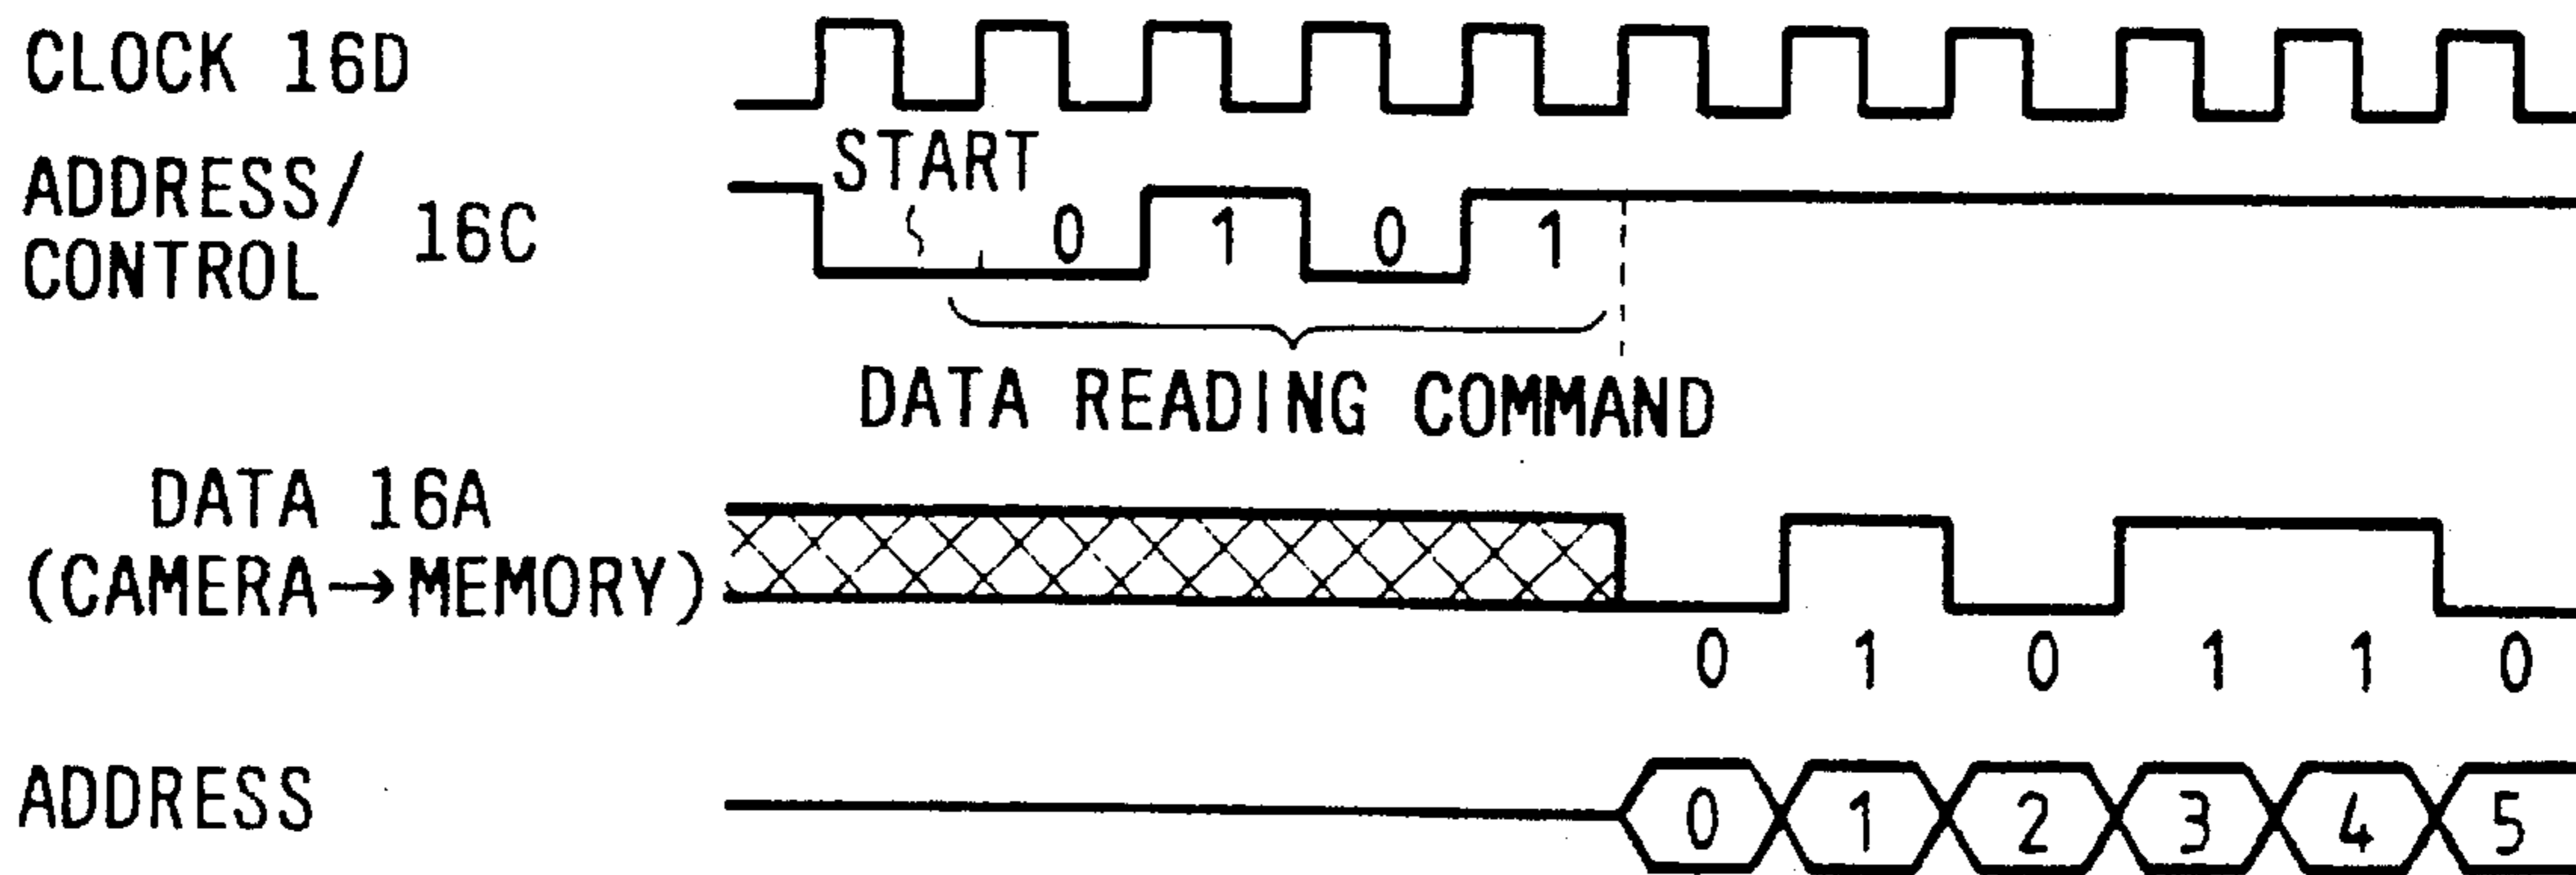 CLOCK 16D
START
ADDRESS/
CONTROL 16C
0 1 0 1
DATA READING COMMAND
DATA 16A
(CAMERA→MEMORY)
0 1 0 1 1 0
ADDRESS
0 1 2 3 4 5